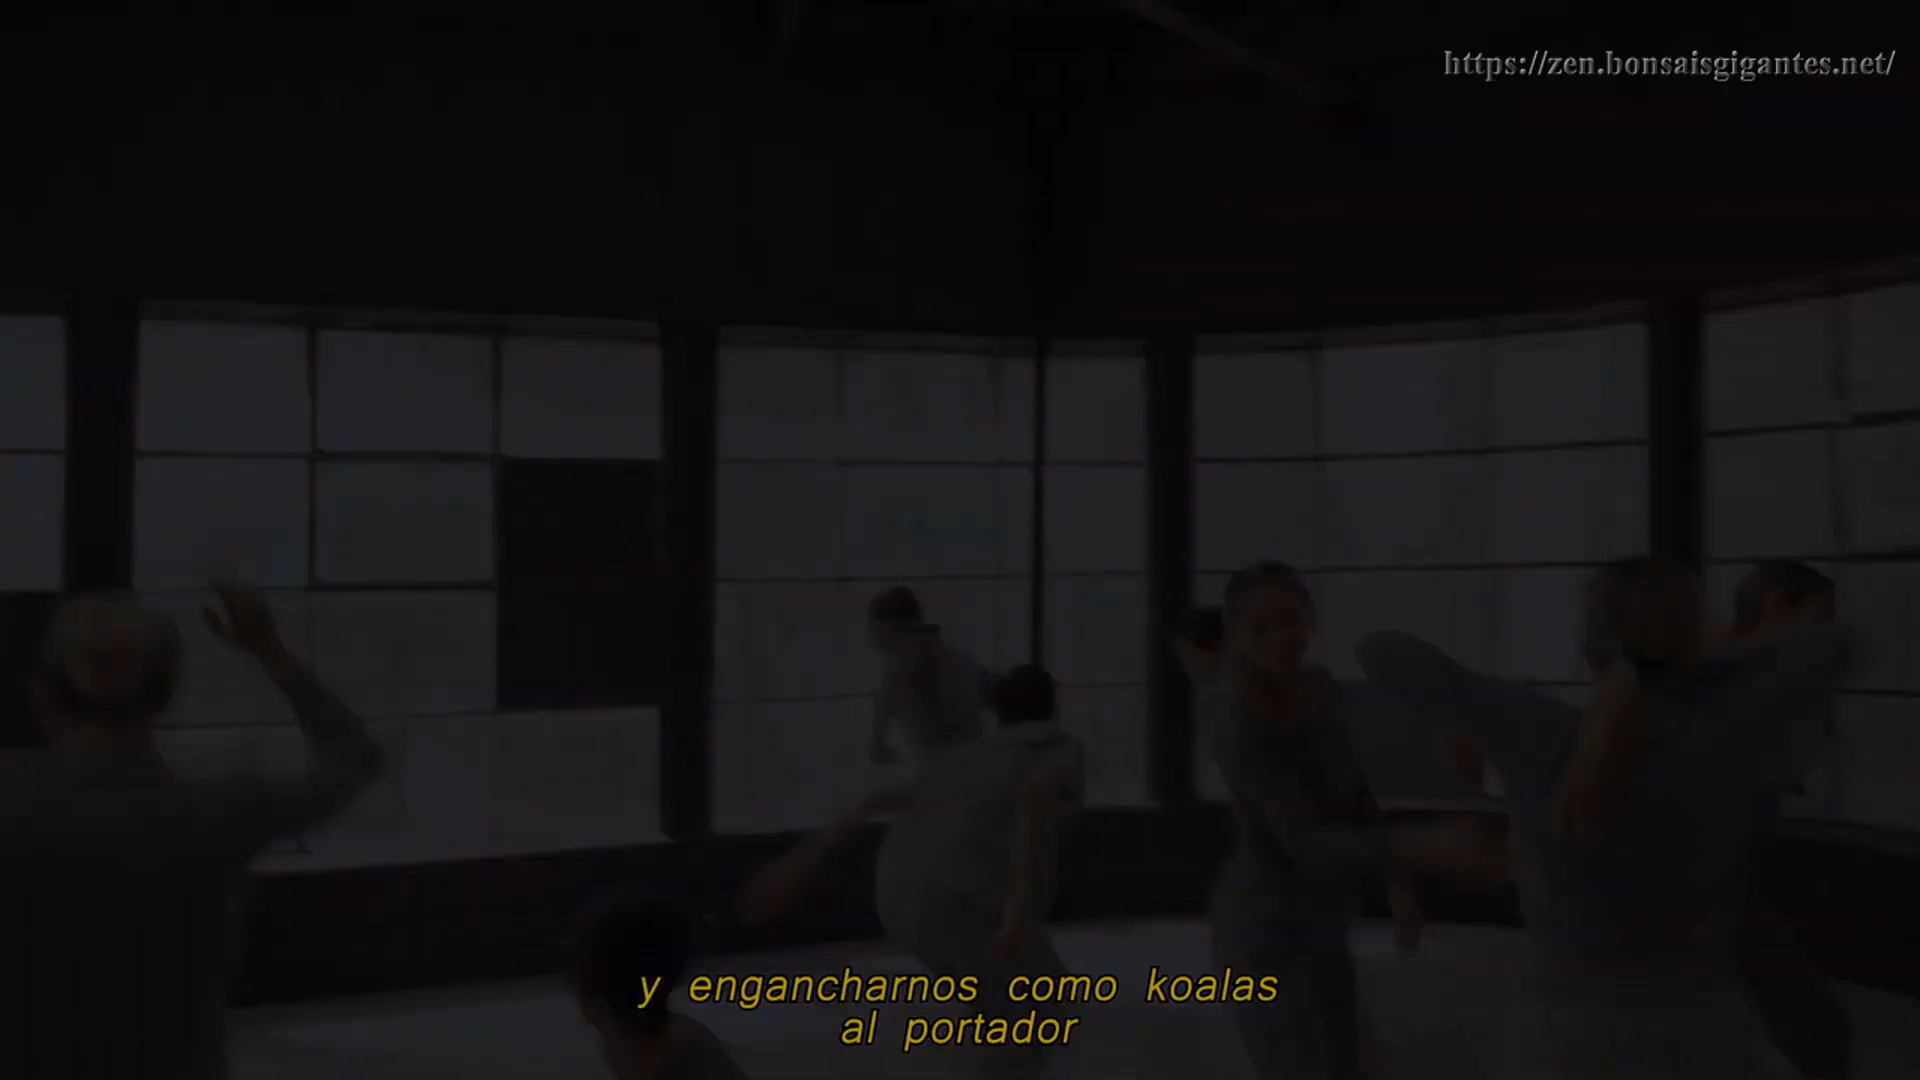 https://zen.bonsaisgigantes.net/
y engancharnos como koalas
al portador